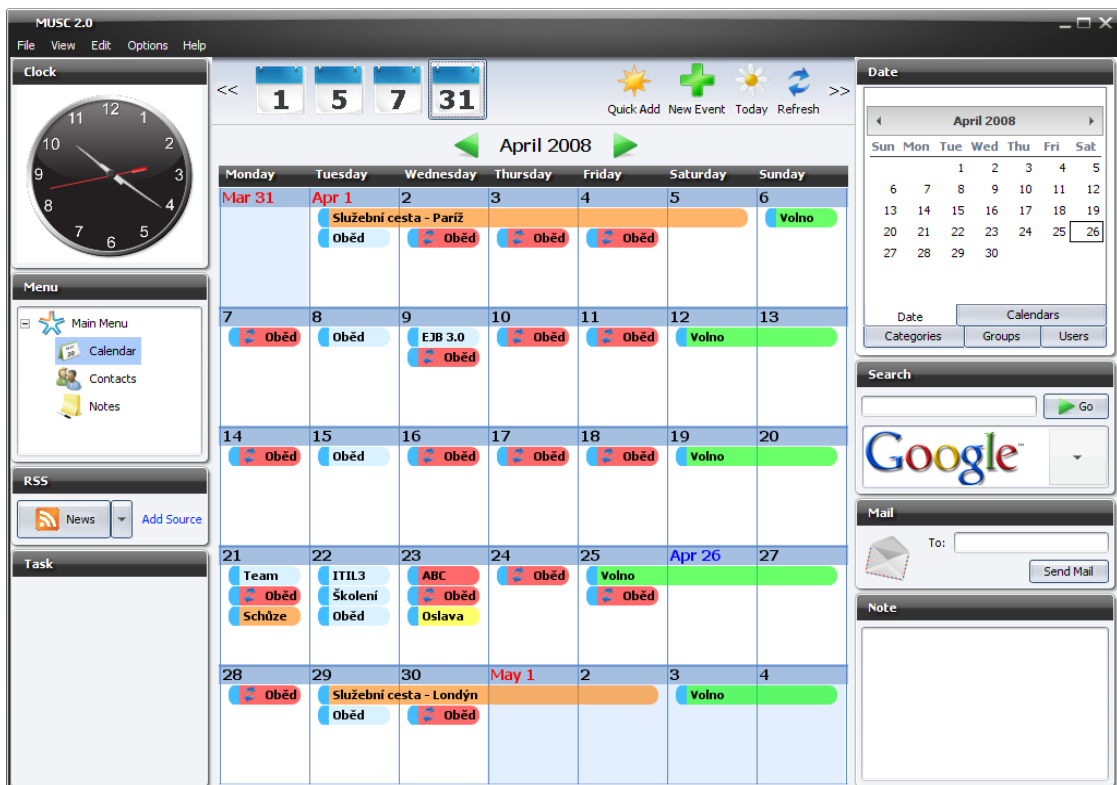 MUSC 2.0
File View Edit Options Help
Clock
12
1
2
3
4
5
6
7
8
9
10
11
Menu
Main Menu
Calendar
Contacts
Notes
RSS
News
Add Source
Task
<< 1 5 7 31 Quick Add New Event Today Refresh >>
April 2008
Monday Tuesday Wednesday Thursday Friday Saturday Sunday
Mar 31 Apr 1 2 3 4 5 6
Služební cesta - Paríž Volno
Oběd Oběd Oběd Oběd
7 8 9 10 11 12 13
Oběd Oběd EJB 3.0 Oběd Oběd Volno
Oběd
14 15 16 17 18 19 20
Oběd Oběd Oběd Oběd Oběd Volno
21 22 23 24 25 Apr 26 27
Team ITIL3 ABC Oběd Volno
Oběd Školení Oběd Oběd
Schůze Oběd Oslava
28 29 30 May 1 2 3 4
Oběd Služební cesta - Londýn Volno
Oběd Oběd
Date
April 2008
Sun Mon Tue Wed Thu Fri Sat
1 2 3 4 5
6 7 8 9 10 11 12
13 14 15 16 17 18 19
20 21 22 23 24 25 26
27 28 29 30
Date Calendars
Categories Groups Users
Search
Go
Google™
Mail
To:
Send Mail
Note